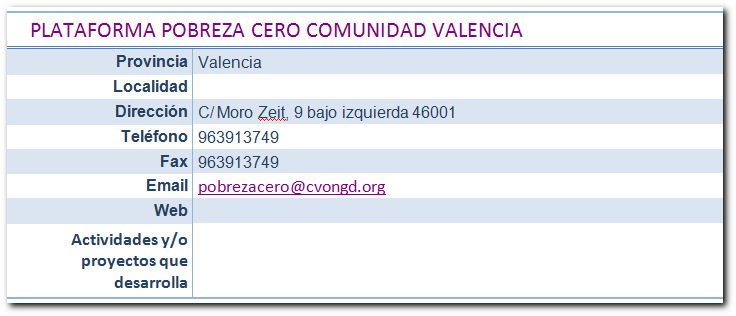 PLATAFORMA POBREZA CERO COMUNIDAD VALENCIA
Provincia Valencia
Localidad
Dirección C/Moro Zeit, 9 bajo izquierda 46001
Teléfono 963913749
Fax 963913749
Email pobrezacero@cvongd.org
Web
Actividades y/o
proyectos que
desarrolla